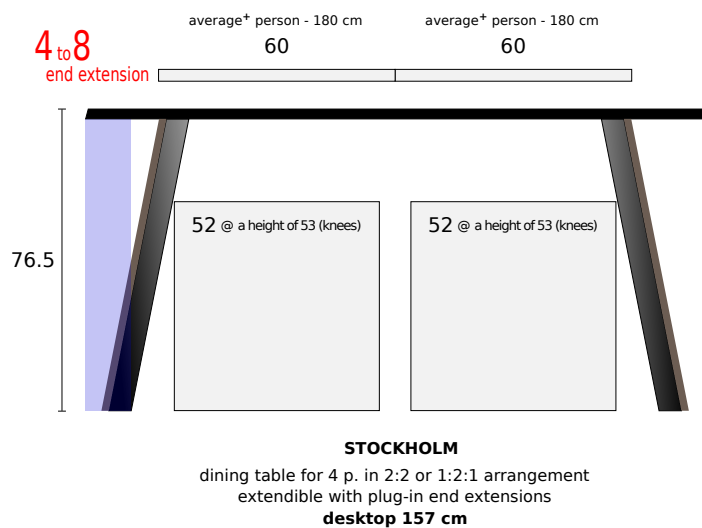 average+ person - 180 cm
average+ person - 180 cm
4 to 8
60
60
end extension
52 @ a height of 53 (knees)
52 @ a height of 53 (knees)
76.5
STOCKHOLM
dining table for 4 p. in 2:2 or 1:2:1 arrangement
extendible with plug-in end extensions
desktop 157 cm